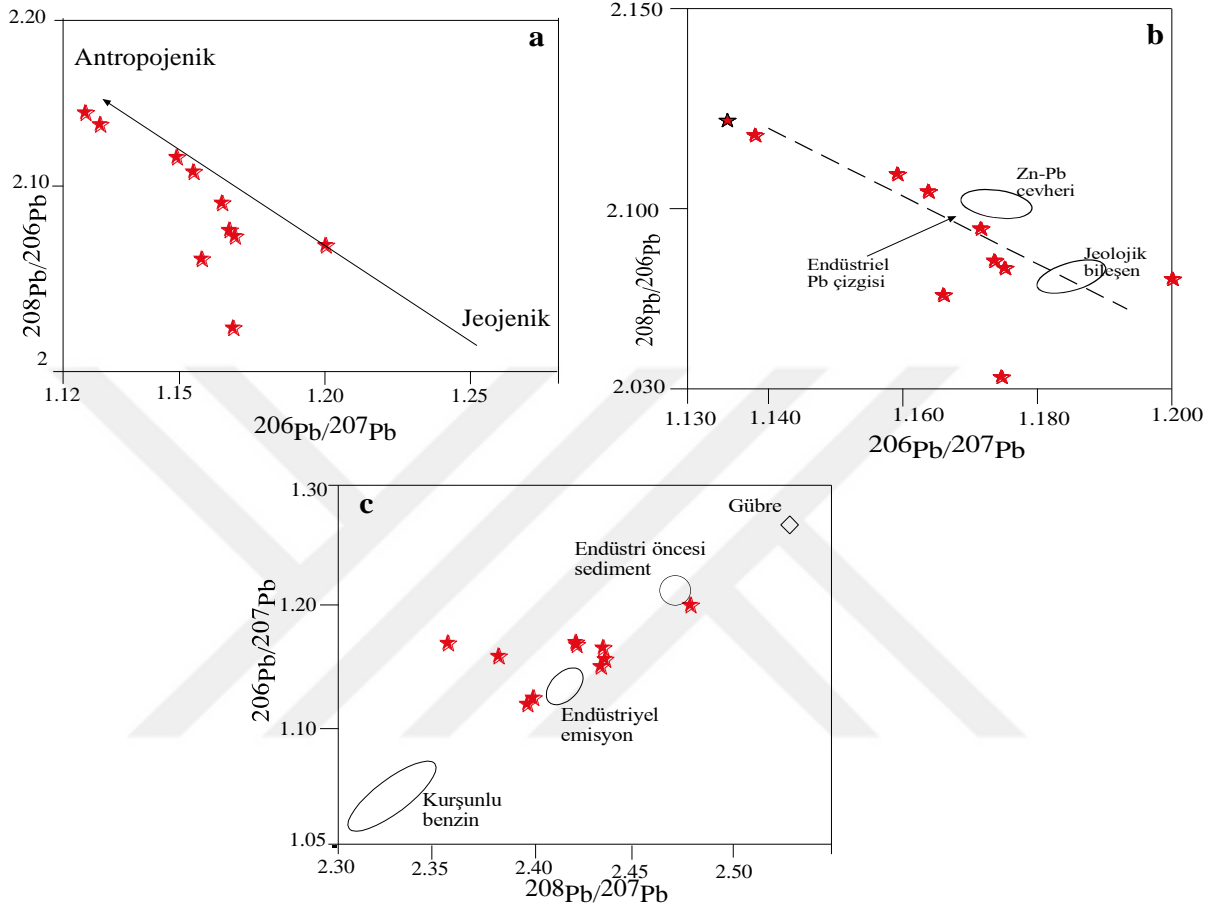 a
2.20
2.10
2
208Pb/206Pb
Antropojenik
Jeojenik
1.12
1.15
1.20
1.25
206Pb/207Pb
b
2.150
2.100
2.030
208Pb/206Pb
Zn-Pb
cevheri
Endüstriel
Pb çizgisi
Jeolojik
bileşen
1.130
1.140
1.160
1.180
1.200
206Pb/207Pb
c
1.30
1.20
1.10
1.05
206Pb/207Pb
Gübre
Endüstri öncesi
sediment
Endüstriyel
emisyon
Kurşunlu
benzin
2.30
2.35
2.40
2.45
2.50
208Pb/207Pb